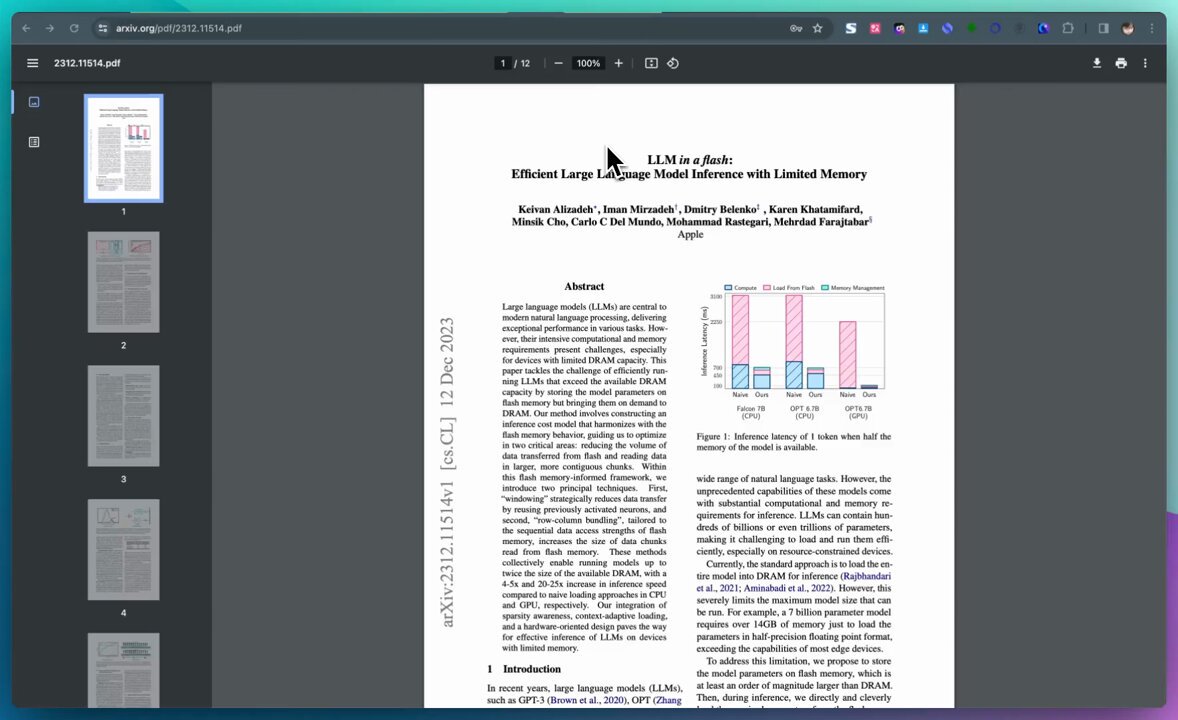 arxiv.org/pdf/2312.11514.pdf
2312.11514.pdf
1 / 12
100%
1
2
3
4
LLM in a flash:
Efficient Large Language Model Inference with Limited Memory
Keivan Alizadeh*, Iman Mirzadeh†, Dmitry Belenko‡ , Karen Khatamifard,
Minsik Cho, Carlo C Del Mundo, Mohammad Rastegari, Mehrdad Farajtabar§
Apple
arXiv:2312.11514v1 [cs.CL] 12 Dec 2023
Abstract
Large language models (LLMs) are central to
modern natural language processing, delivering
exceptional performance in various tasks. How-
ever, their intensive computational and memory
requirements present challenges, especially
for devices with limited DRAM capacity. This
paper tackles the challenge of efficiently run-
ning LLMs that exceed the available DRAM
capacity by storing the model parameters on
flash memory but bringing them on demand to
DRAM. Our method involves constructing an
inference cost model that harmonizes with the
flash memory behavior, guiding us to optimize
in two critical areas: reducing the volume of
data transferred from flash and reading data
in larger, more contiguous chunks. Within
this flash memory-informed framework, we
introduce two principal techniques. First,
“windowing” strategically reduces data transfer
by reusing previously activated neurons, and
second, “row-column bundling”, tailored to
the sequential data access strengths of flash
memory, increases the size of data chunks
read from flash memory. These methods
collectively enable running models up to
twice the size of the available DRAM, with a
4-5x and 20-25x increase in inference speed
compared to naive loading approaches in CPU
and GPU, respectively. Our integration of
sparsity awareness, context-adaptive loading,
and a hardware-oriented design paves the way
for effective inference of LLMs on devices
with limited memory.
1 Introduction
In recent years, large language models (LLMs),
such as GPT-3 (Brown et al., 2020), OPT (Zhang
Compute Load From Flash Memory Management
Inference Latency (ms)
3100
2250
700
450
100
Naive Ours Naive Ours Naive Ours
Falcon 7B OPT 6.7B OPT6.7B
(CPU) (CPU) (GPU)
Figure 1: Inference latency of 1 token when half the
memory of the model is available.
wide range of natural language tasks. However, the
unprecedented capabilities of these models come
with substantial computational and memory re-
quirements for inference. LLMs can contain hun-
dreds of billions or even trillions of parameters,
making it challenging to load and run them effi-
ciently, especially on resource-constrained devices.
Currently, the standard approach is to load the en-
tire model into DRAM for inference (Rajbhandari
et al., 2021; Aminabadi et al., 2022). However, this
severely limits the maximum model size that can
be run. For example, a 7 billion parameter model
requires over 14GB of memory just to load the
parameters in half-precision floating point format,
exceeding the capabilities of most edge devices.
To address this limitation, we propose to store
the model parameters on flash memory, which is
at least an order of magnitude larger than DRAM.
Then, during inference, we directly and cleverly